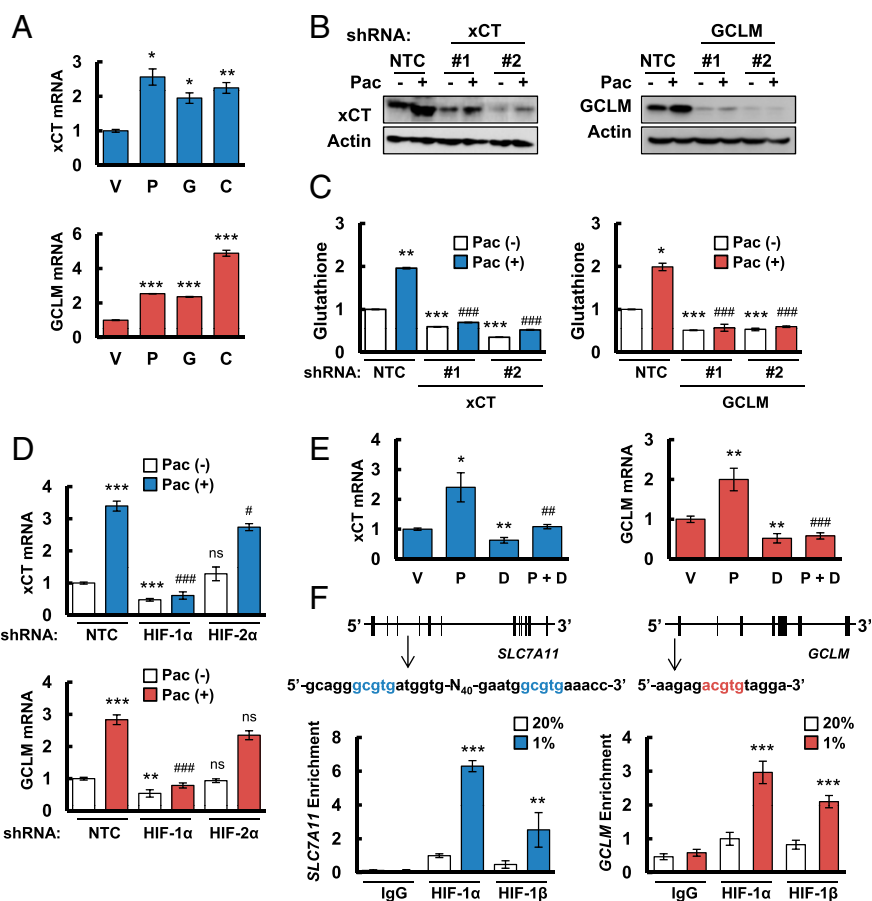 A
xCT mRNA
3
2
1
0
*
*
**
V P G C
GCLM mRNA
6
4
2
0
***
***
***
V P G C
B
shRNA: xCT
NTC #1 #2
Pac - + - + - +
xCT
Actin
GCLM
NTC #1 #2
- + - + - +
GCLM
Actin
C
Glutathione
3
2
1
0
Pac (-)
Pac (+)
**
***
###
***
###
shRNA: NTC #1 #2
xCT
Glutathione
3
2
1
0
Pac (-)
Pac (+)
*
***
###
***
###
NTC #1 #2
GCLM
D
Pac (-)
Pac (+)
xCT mRNA
4
3
2
1
0
***
***
###
ns
#
shRNA: NTC HIF-1α HIF-2α
Pac (-)
Pac (+)
GCLM mRNA
4
3
2
1
0
***
**
###
ns
ns
shRNA: NTC HIF-1α HIF-2α
E
xCT mRNA
4
3
2
1
0
*
**
##
V P D P + D
GCLM mRNA
3
2
1
0
**
**
###
V P D P + D
F
5’ 3’
SLC7A11
5’-gcagggcgtgatggtg-N40-gaatggcgtgaaacc-3’
5’ 3’
GCLM
5’-aagagacgtgtagga-3’
SLC7A11 Enrichment
8
6
4
2
0
20%
1%
***
**
IgG HIF-1α HIF-1β
GCLM Enrichment
4
3
2
1
0
20%
1%
***
***
IgG HIF-1α HIF-1β